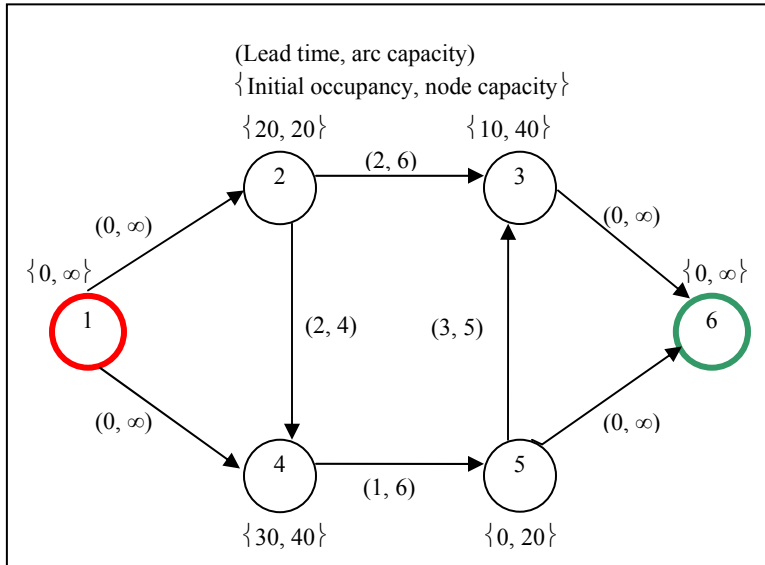 (Lead time, arc capacity)
{Initial occupancy, node capacity}
{20, 20} {10, 40}
2 (2, 6) 3
(0, ∞) (0, ∞)
{0, ∞} {0, ∞}
1 (2, 4) (3, 5) 6
(0, ∞) (0, ∞)
4 (1, 6) 5
{30, 40} {0, 20}